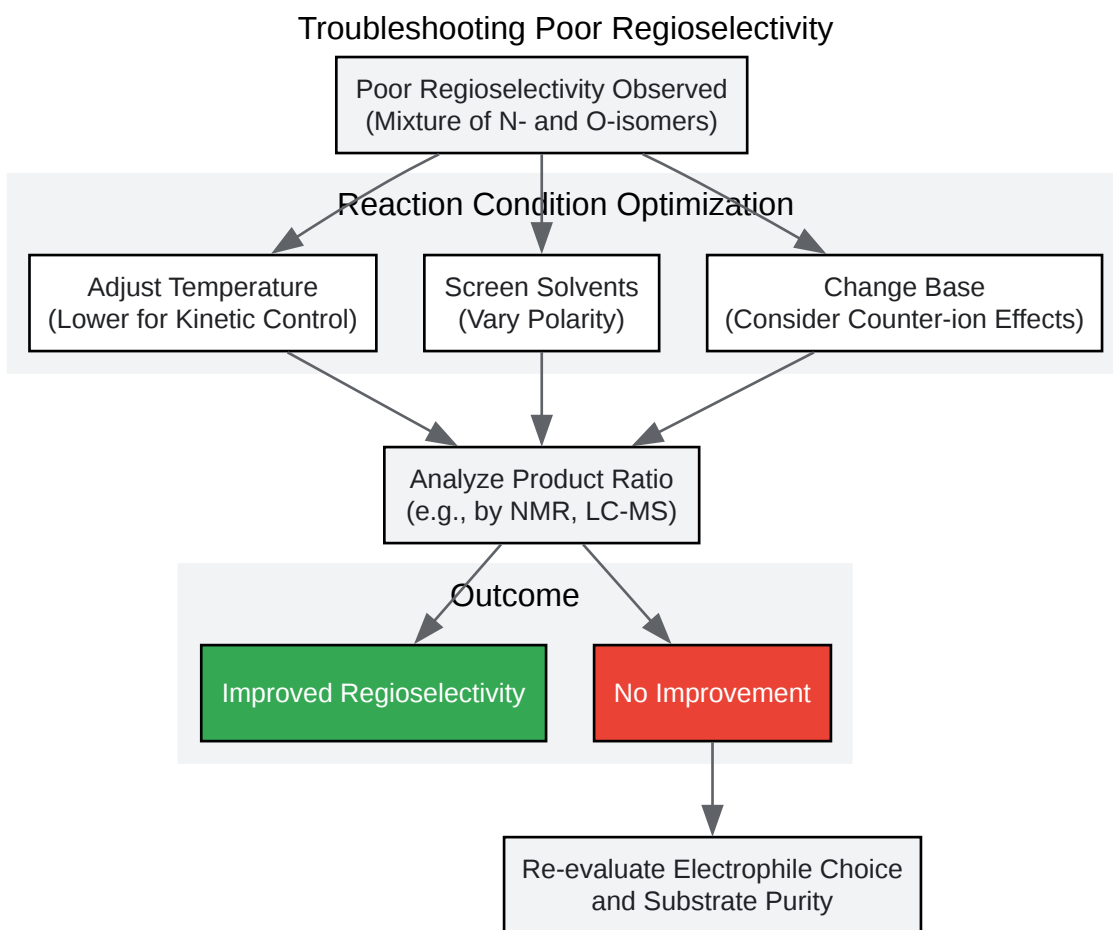 Troubleshooting Poor Regioselectivity
Poor Regioselectivity Observed
(Mixture of N- and O-isomers)
Reaction Condition Optimization
Adjust Temperature
(Lower for Kinetic Control)
Screen Solvents
(Vary Polarity)
Change Base
(Consider Counter-ion Effects)
Analyze Product Ratio
(e.g., by NMR, LC-MS)
Outcome
Improved Regioselectivity
No Improvement
Re-evaluate Electrophile Choice
and Substrate Purity